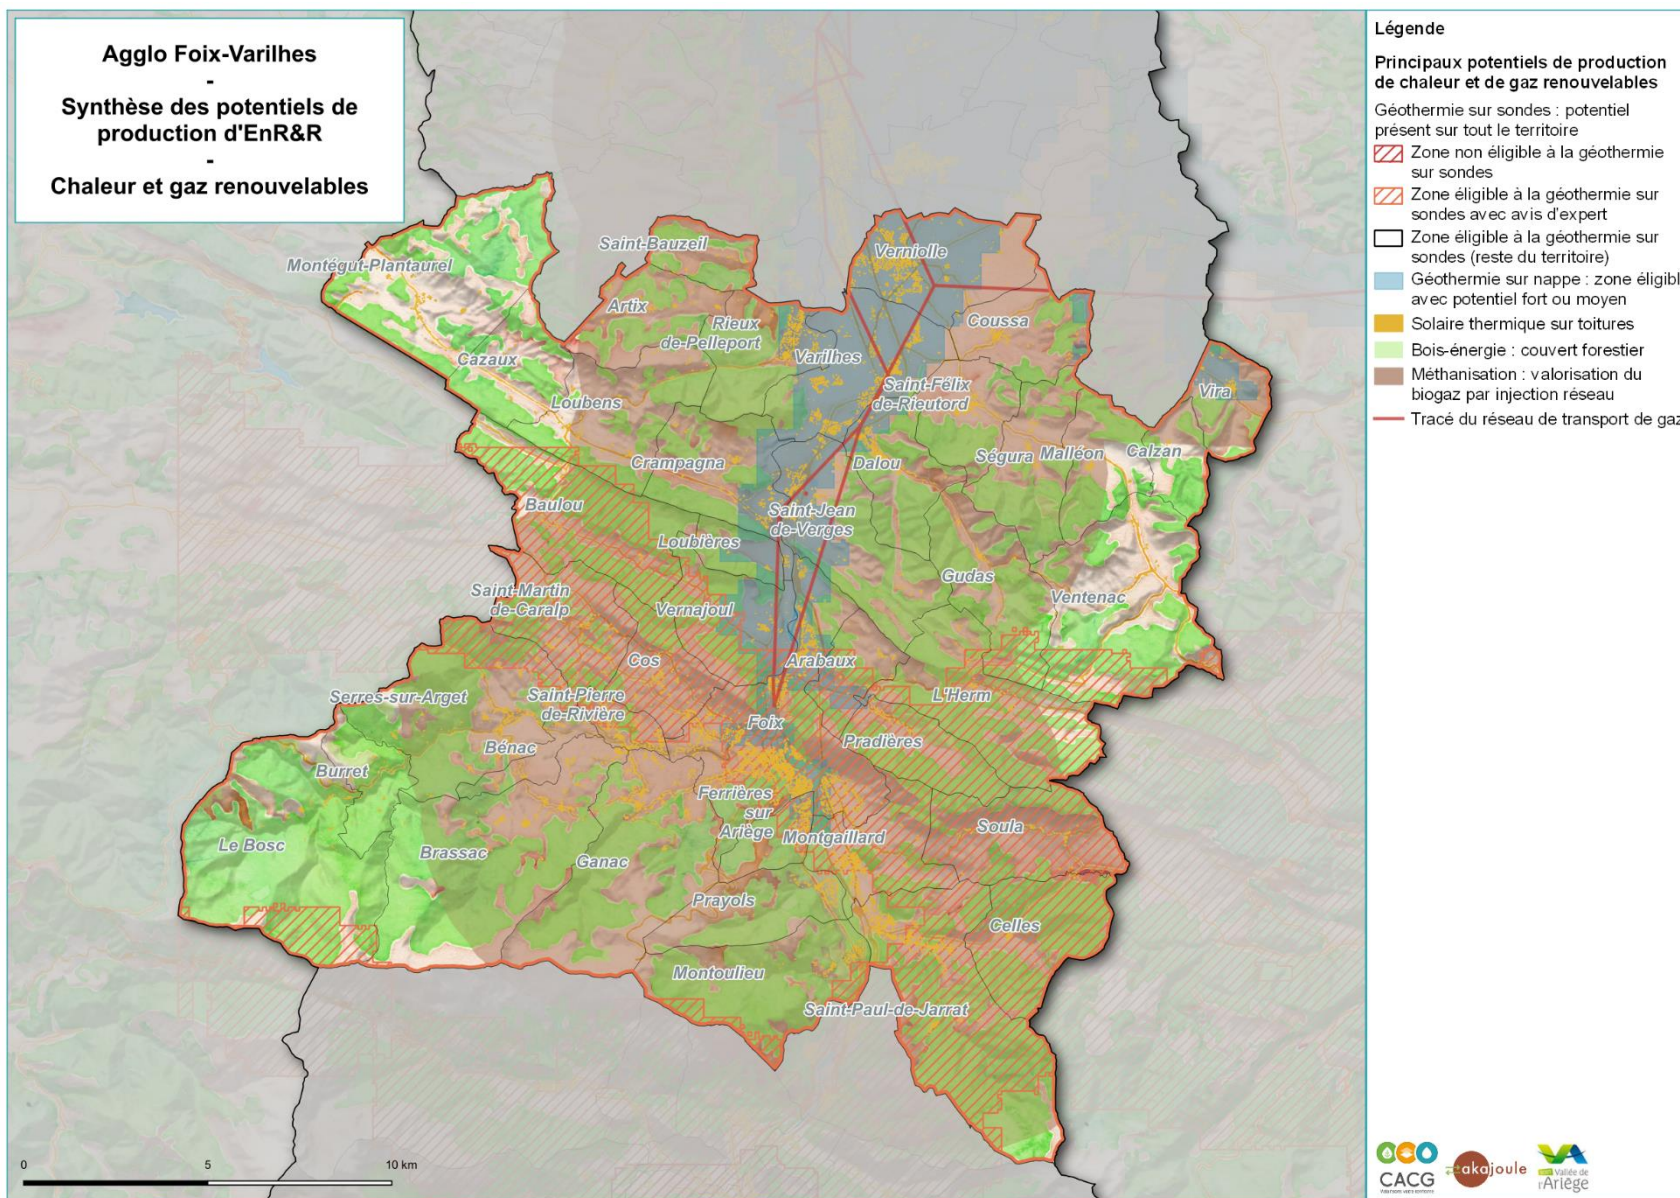 Agglo Foix-Varilhes
-
Synthèse des potentiels de
production d'EnR&R
-
Chaleur et gaz renouvelables
Légende
Principaux potentiels de production
de chaleur et de gaz renouvelables
Géothermie sur sondes : potentiel
présent sur tout le territoire
Zone non éligible à la géothermie
sur sondes
Zone éligible à la géothermie sur
sondes avec avis d'expert
Zone éligible à la géothermie sur
sondes (reste du territoire)
Géothermie sur nappe : zone éligibl
avec potentiel fort ou moyen
Solaire thermique sur toitures
Bois-énergie : couvert forestier
Méthanisation : valorisation du
biogaz par injection réseau
Tracé du réseau de transport de gaz
Saint-Bauzeil
Verniolle
Montégut-Plantaurel
Artix
Rieux
de-Pelleport
Coussa
Cazaux
Varilhes
Saint-Félix
de-Rieutord
Vira
Loubens
Crampagna
Dalou
Ségura
Malléon
Calzan
Baulou
Saint-Jean
de-Verges
Loubières
Gudas
Saint-Martin
de-Caralp
Vernajoul
Ventenac
Cos
Arabaux
Serres-sur-Arget
Saint-Pierre
de-Rivière
L'Herm
Foix
Bénac
Pradières
Burret
Ferrières
sur
Ariège
Montgaillard
Soula
Le Bosc
Brassac
Ganac
Prayols
Celles
Montoulieu
Saint-Paul-de-Jarrat
0
5
10 km
CACG
akajoule
Vallée de
l'Ariège